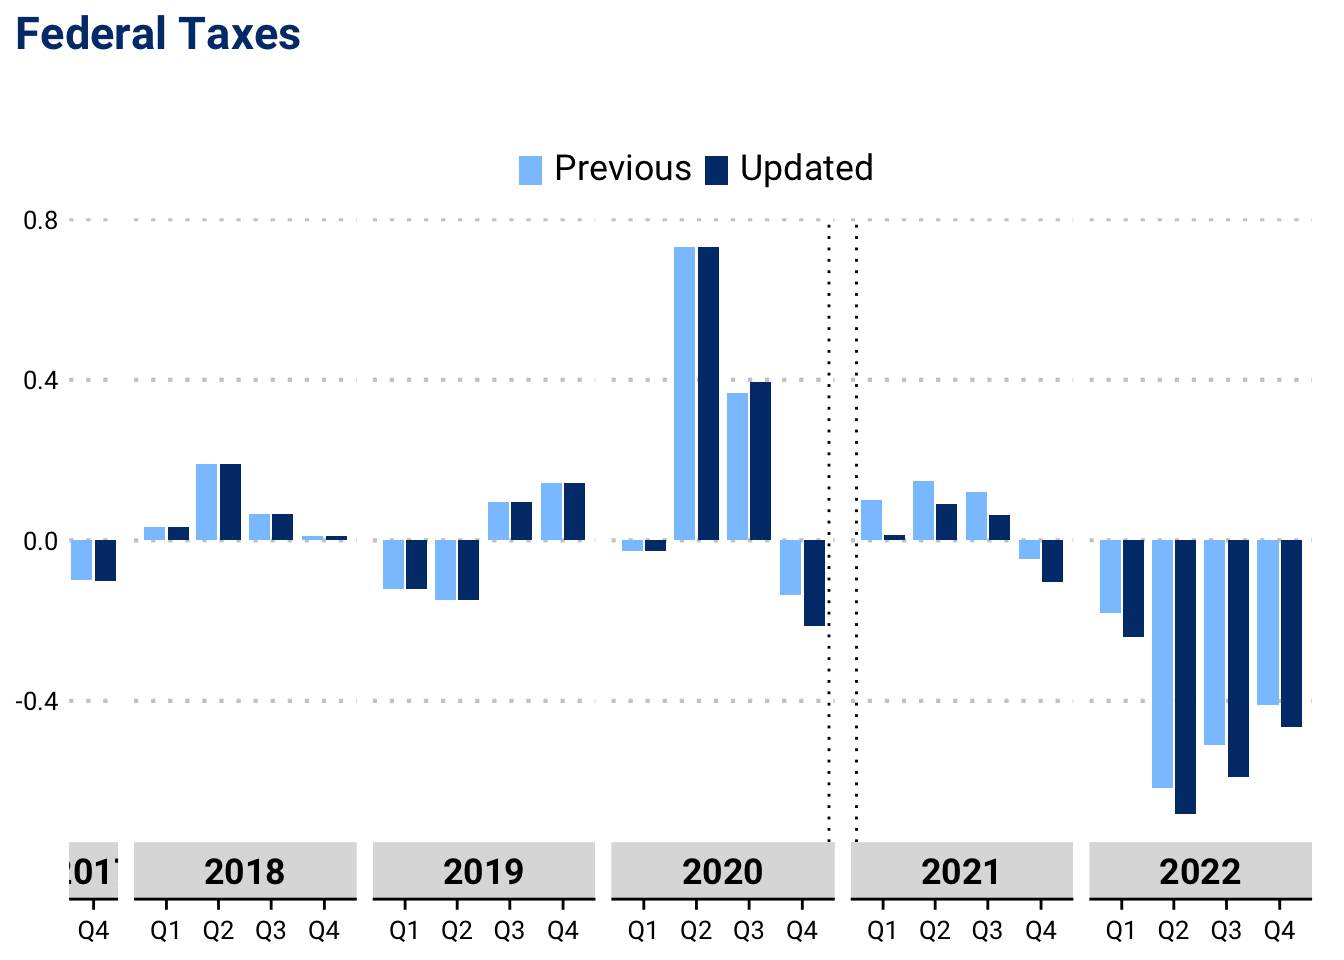 Federal Taxes
Previous Updated
0.8
0.4
0.0
-0.4
2018 2019 2020 2021 2022
Q4 Q1 Q2 Q3 Q4 Q1 Q2 Q3 Q4 Q1 Q2 Q3 Q4 Q1 Q2 Q3 Q4 Q1 Q2 Q3 Q4